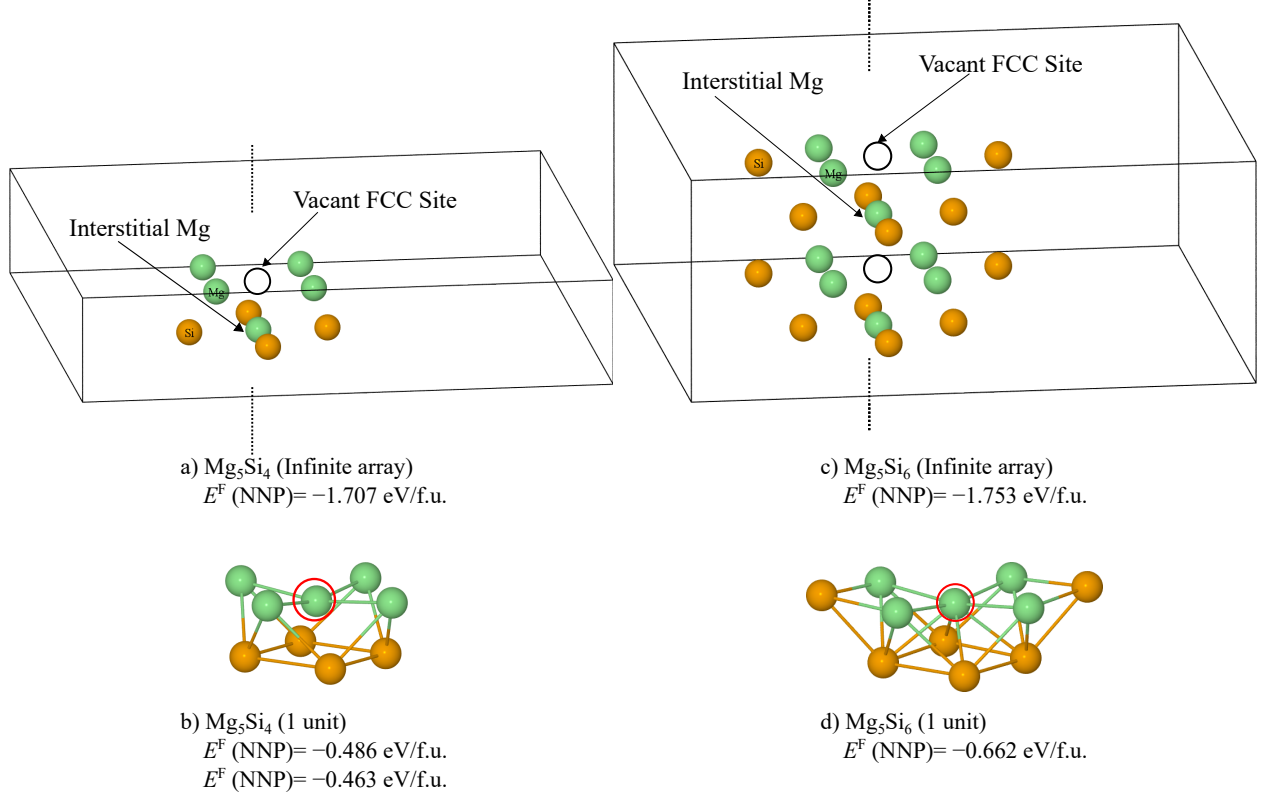 Vacant FCC Site
Interstitial Mg
Mg
Si
a) Mg₅Si₄ (Infinite array)
Eᶠ (NNP)= −1.707 eV/f.u.
b) Mg₅Si₄ (1 unit)
Eᶠ (NNP)= −0.486 eV/f.u.
Eᶠ (NNP)= −0.463 eV/f.u.
Vacant FCC Site
Interstitial Mg
Si
Mg
c) Mg₅Si₆ (Infinite array)
Eᶠ (NNP)= −1.753 eV/f.u.
d) Mg₅Si₆ (1 unit)
Eᶠ (NNP)= −0.662 eV/f.u.